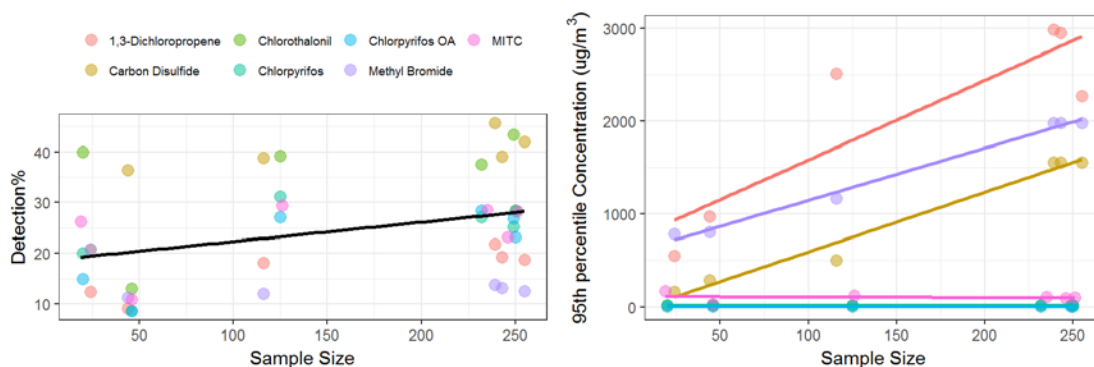 1,3-Dichloropropene Chlorothalonil Chlorpyrifos OA MITC
Carbon Disulfide Chlorpyrifos Methyl Bromide
Detection%
40
30
20
10
50 100 150 200 250
Sample Size
95th percentile Concentration (ug/m³)
3000
2000
1000
0
50 100 150 200 250
Sample Size